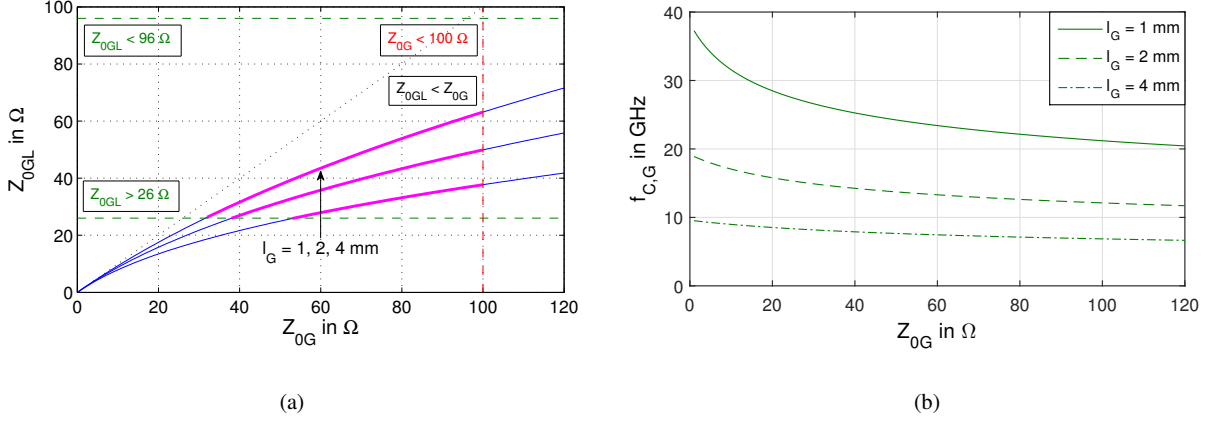 100
80
60
40
20
0
Z0GL in Ω
Z0GL < 96 Ω
Z0G < 100 Ω
Z0GL < Z0G
Z0GL > 26 Ω
lG = 1, 2, 4 mm
0 20 40 60 80 100 120
Z0G in Ω
(a)
40
30
20
10
0
fC,G in GHz
lG = 1 mm
lG = 2 mm
lG = 4 mm
0 20 40 60 80 100 120
Z0G in Ω
(b)